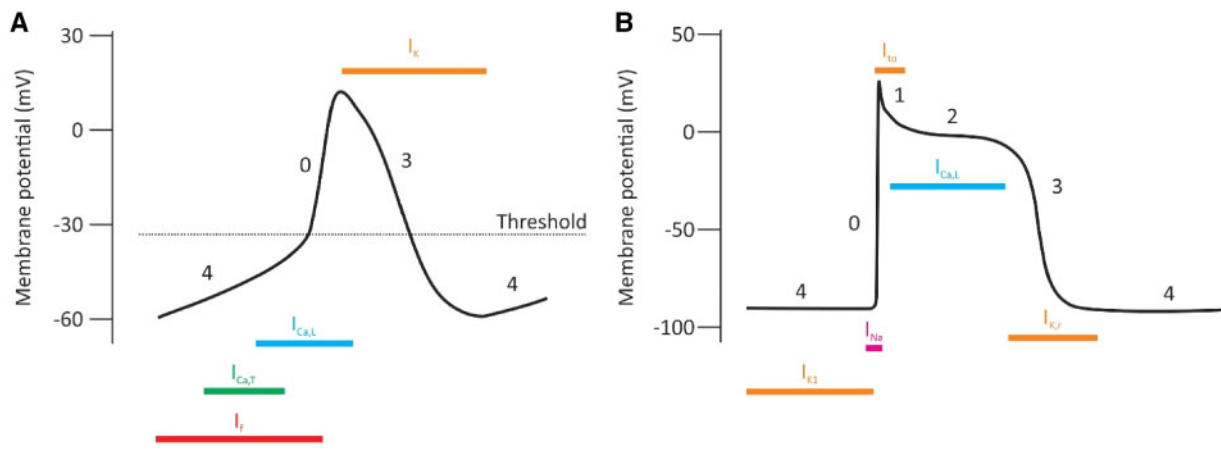 A
Membrane potential (mV)
30
0
-30
-60
I_K
0
3
Threshold
4
4
I_Ca,L
I_Ca,T
I_f
B
Membrane potential (mV)
50
0
-50
-100
I_to
1
2
I_Ca,L
3
0
4
4
I_Na
I_K,r
I_K1